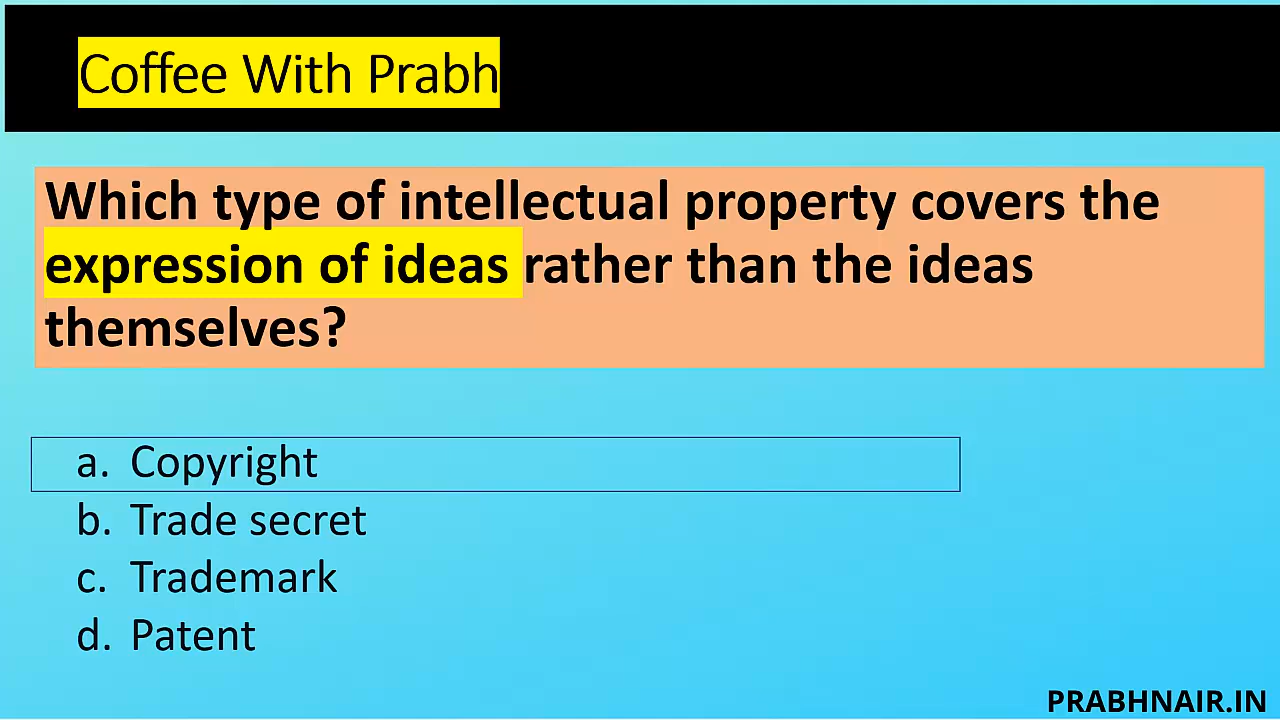 Coffee With Prabh
Which type of intellectual property covers the
expression of ideas rather than the ideas
themselves?
a. Copyright
b. Trade secret
c. Trademark
d. Patent
PRABHNAIR.IN